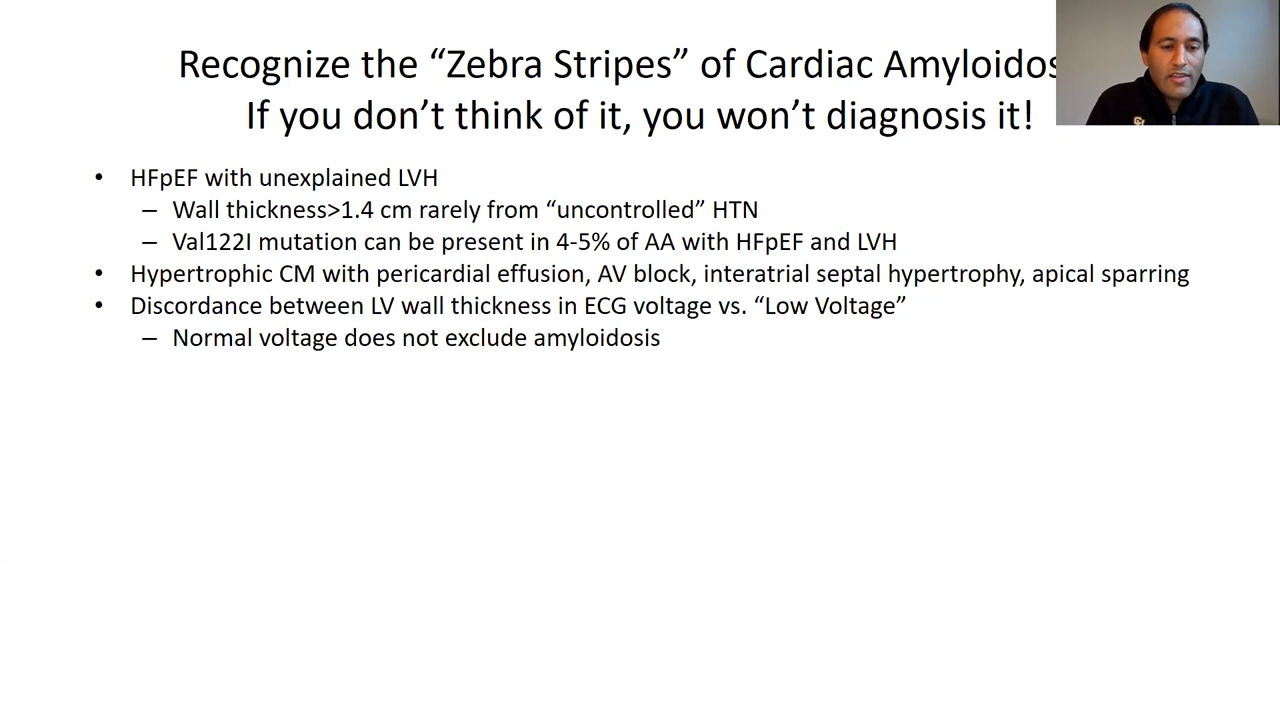 Recognize the “Zebra Stripes” of Cardiac Amyloidos
If you don’t think of it, you won’t diagnosis it!
• HFpEF with unexplained LVH
– Wall thickness>1.4 cm rarely from “uncontrolled” HTN
– Val122I mutation can be present in 4-5% of AA with HFpEF and LVH
• Hypertrophic CM with pericardial effusion, AV block, interatrial septal hypertrophy, apical sparring
• Discordance between LV wall thickness in ECG voltage vs. “Low Voltage”
– Normal voltage does not exclude amyloidosis